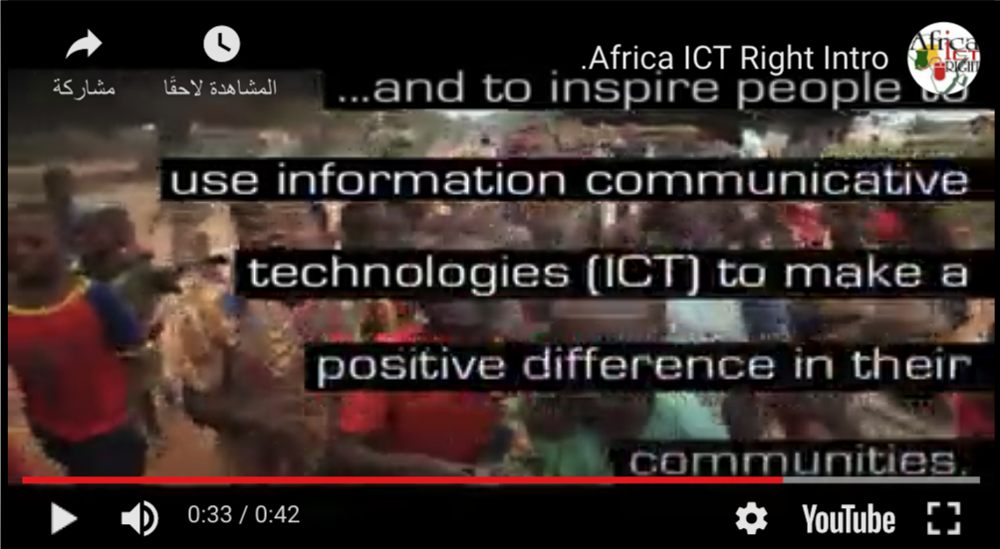 .Africa ICT Right Intro
مشاركة
المشاهدة لاحقًا
Africa
ICT
RIGHT
...and to inspire people to
use information communicative
technologies (ICT) to make a
positive difference in their
communities.
0:33 / 0:42
YouTube